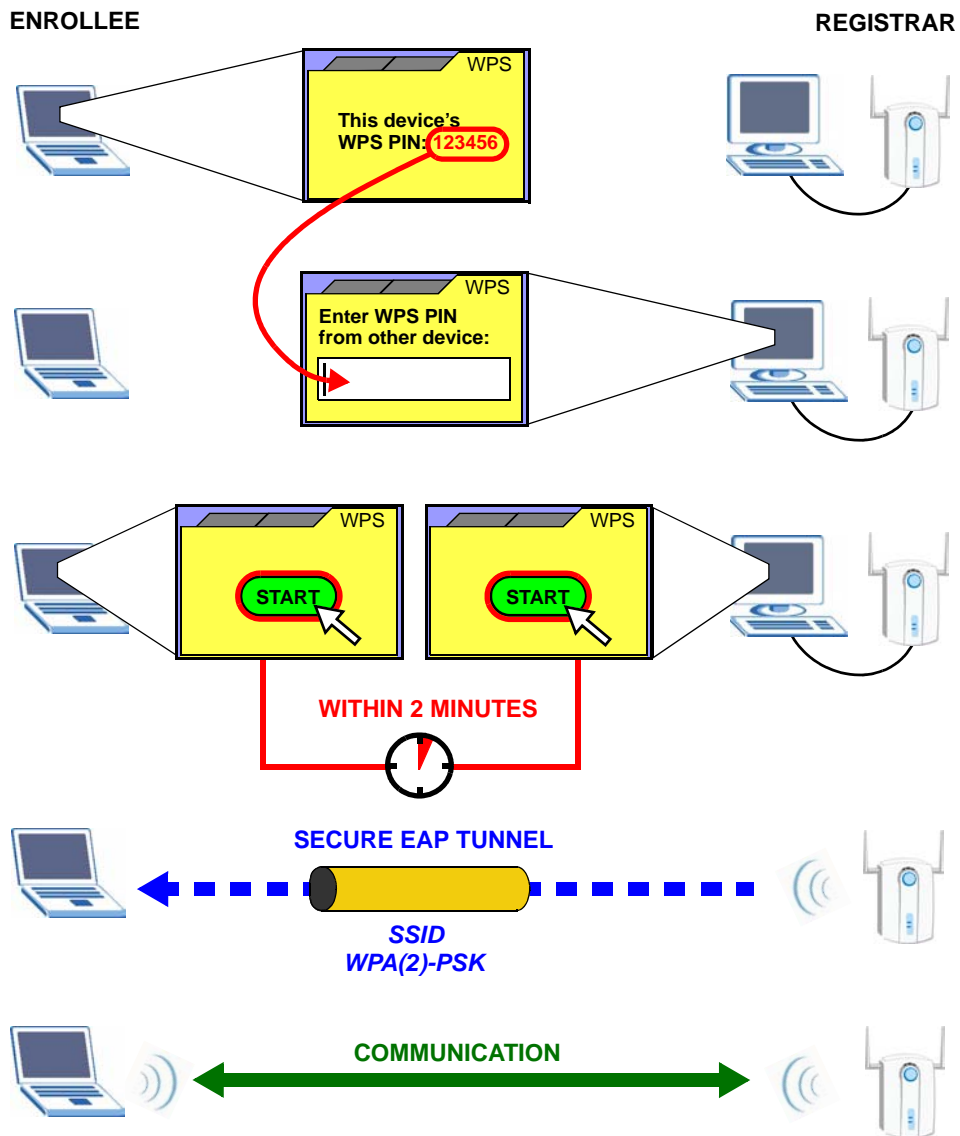 ENROLLEE
REGISTRAR
WPS
This device's
WPS PIN: 123456
WPS
Enter WPS PIN
from other device:
WPS
START
WPS
START
WITHIN 2 MINUTES
SECURE EAP TUNNEL
SSID
WPA(2)-PSK
COMMUNICATION